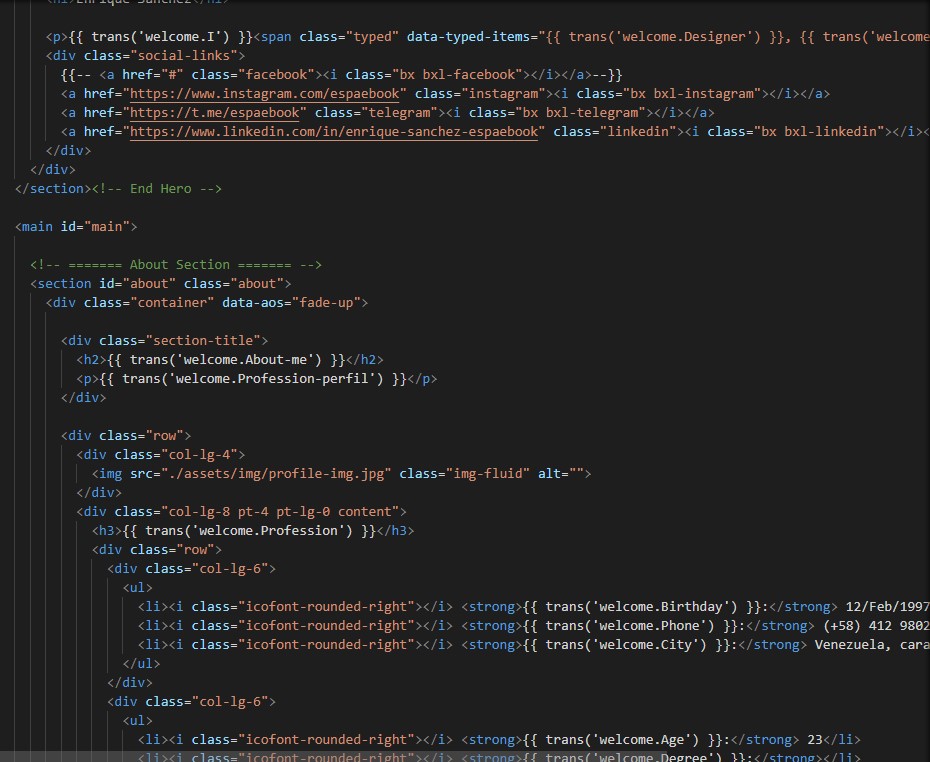 <h1>Enrique Sanchez</h1>
<p>{{ trans('welcome.I') }}<span class="typed" data-typed-items="{{ trans('welcome.Designer') }}, {{ trans('welcome
<div class="social-links">
{{-- <a href="#" class="facebook"><i class="bx bxl-facebook"></i></a>--}}
<a href="https://www.instagram.com/espaebook" class="instagram"><i class="bx bxl-instagram"></i></a>
<a href="https://t.me/espaebook" class="telegram"><i class="bx bxl-telegram"></i></a>
<a href="https://www.linkedin.com/in/enrique-sanchez-espaebook" class="linkedin"><i class="bx bxl-linkedin"></i><
</div>
</div>
</section><!-- End Hero -->
<main id="main">
<!-- ======= About Section ======= -->
<section id="about" class="about">
<div class="container" data-aos="fade-up">
<div class="section-title">
<h2>{{ trans('welcome.About-me') }}</h2>
<p>{{ trans('welcome.Profession-perfil') }}</p>
</div>
<div class="row">
<div class="col-lg-4">
<img src="./assets/img/profile-img.jpg" class="img-fluid" alt="">
</div>
<div class="col-lg-8 pt-4 pt-lg-0 content">
<h3>{{ trans('welcome.Profession') }}</h3>
<div class="row">
<div class="col-lg-6">
<ul>
<li><i class="icofont-rounded-right"></i> <strong>{{ trans('welcome.Birthday') }}:</strong> 12/Feb/1997
<li><i class="icofont-rounded-right"></i> <strong>{{ trans('welcome.Phone') }}:</strong> (+58) 412 9802
<li><i class="icofont-rounded-right"></i> <strong>{{ trans('welcome.City') }}:</strong> Venezuela, cara
</ul>
</div>
<div class="col-lg-6">
<ul>
<li><i class="icofont-rounded-right"></i> <strong>{{ trans('welcome.Age') }}:</strong> 23</li>
<li><i class="icofont-rounded-right"></i> <strong>{{ trans('welcome.Degree') }}:</strong></li>